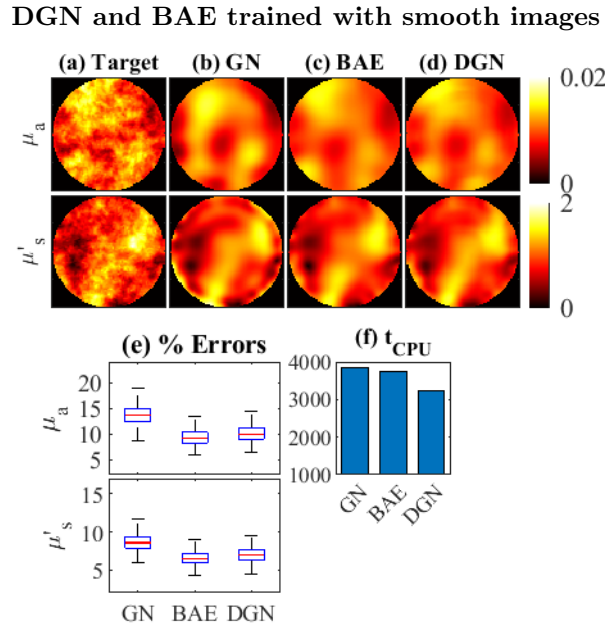 DGN and BAE trained with smooth images
(a) Target (b) GN (c) BAE (d) DGN
μa
0.02
0
μ's
2
0
(e) % Errors
μa
20
15
10
5
μ's
15
10
5
GN BAE DGN
(f) tCPU
4000
3000
2000
1000
GN BAE DGN